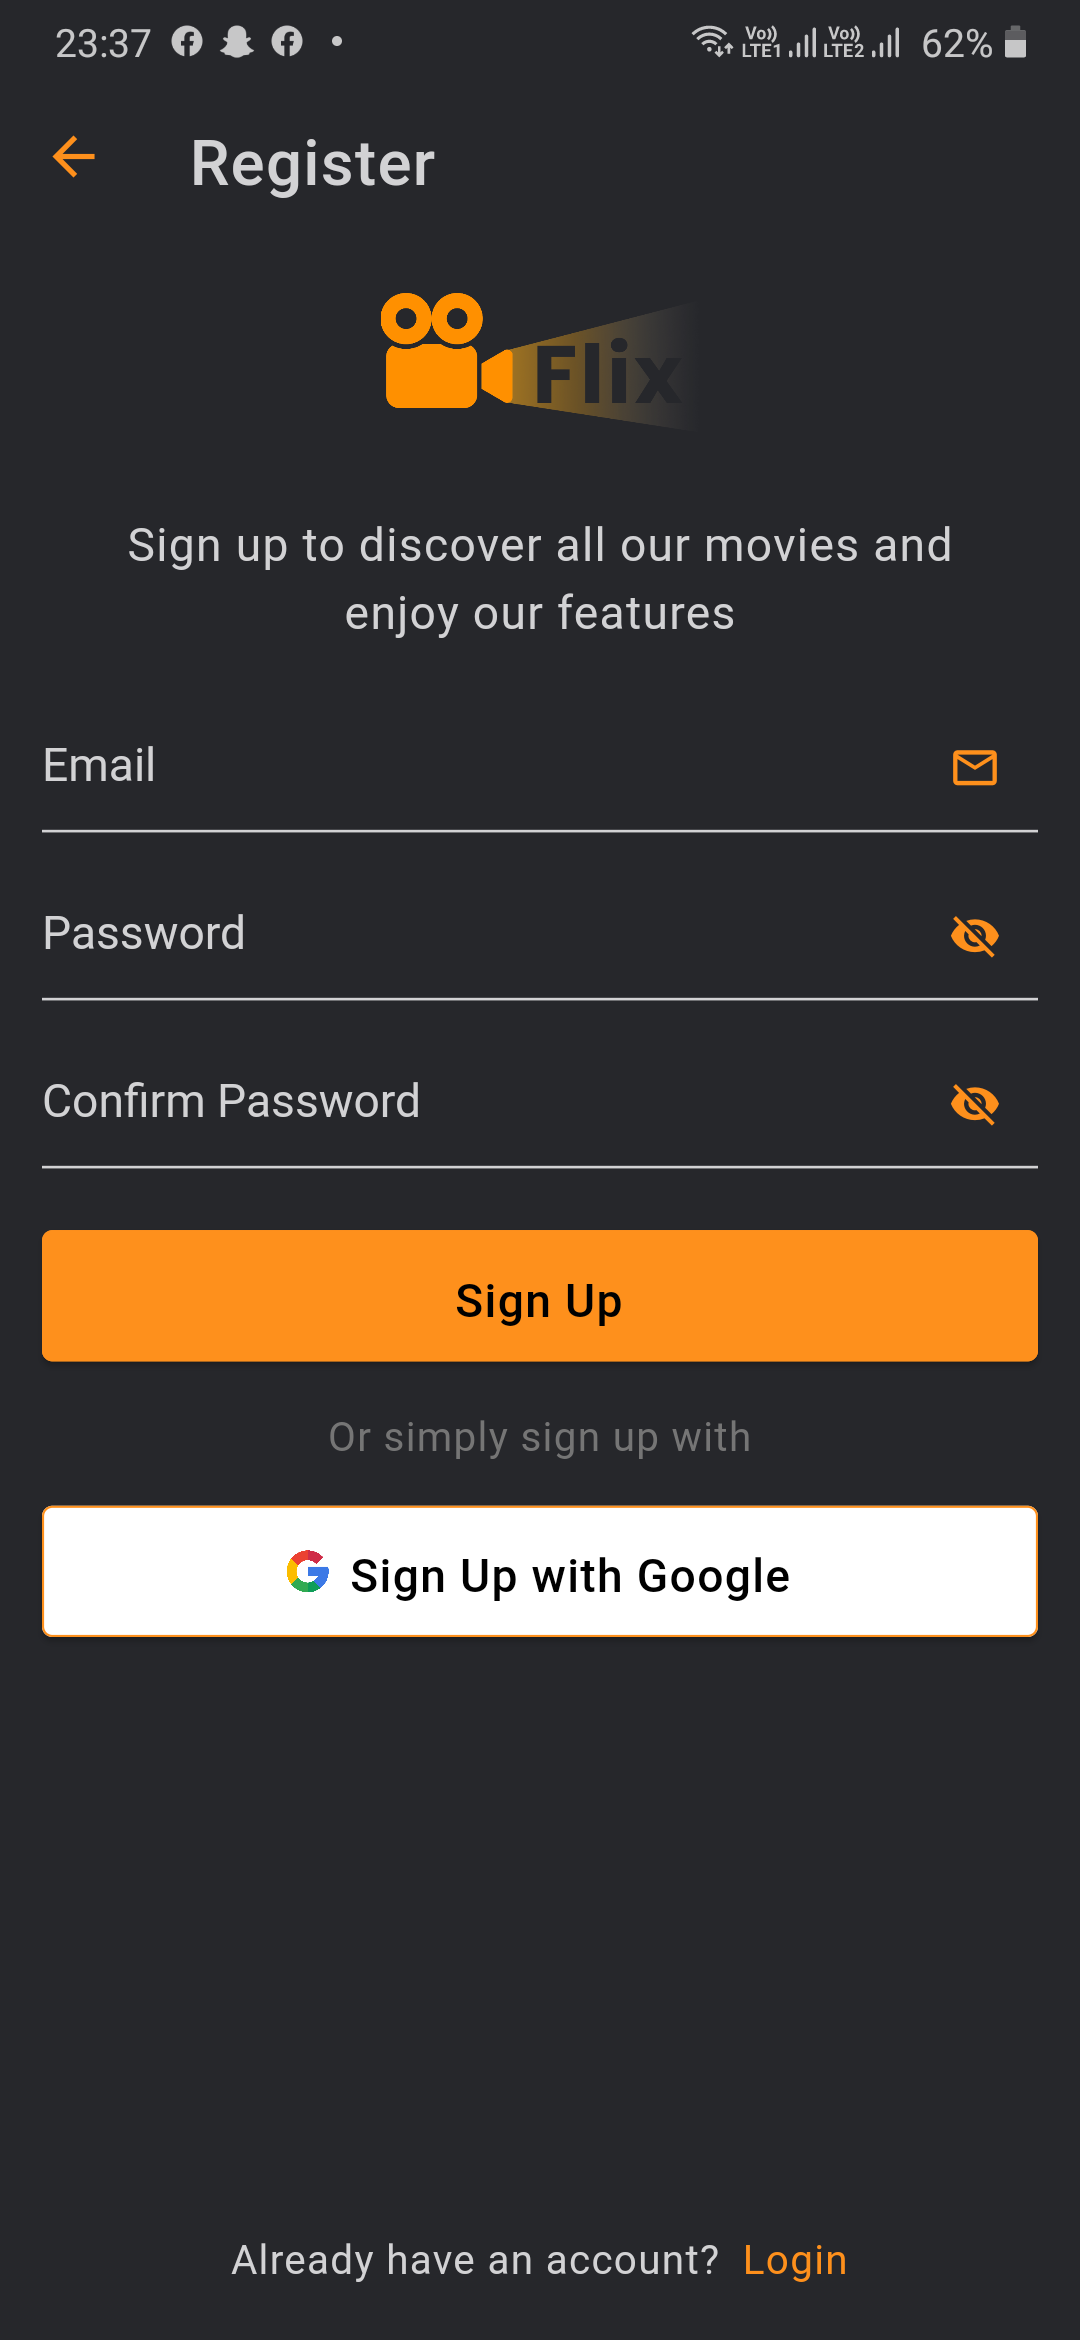 23:37
Vo)) LTE1 Vo)) LTE2 62%
Register
Flix
Sign up to discover all our movies and
enjoy our features
Email
Password
Confirm Password
Sign Up
Or simply sign up with
Sign Up with Google
Already have an account? Login